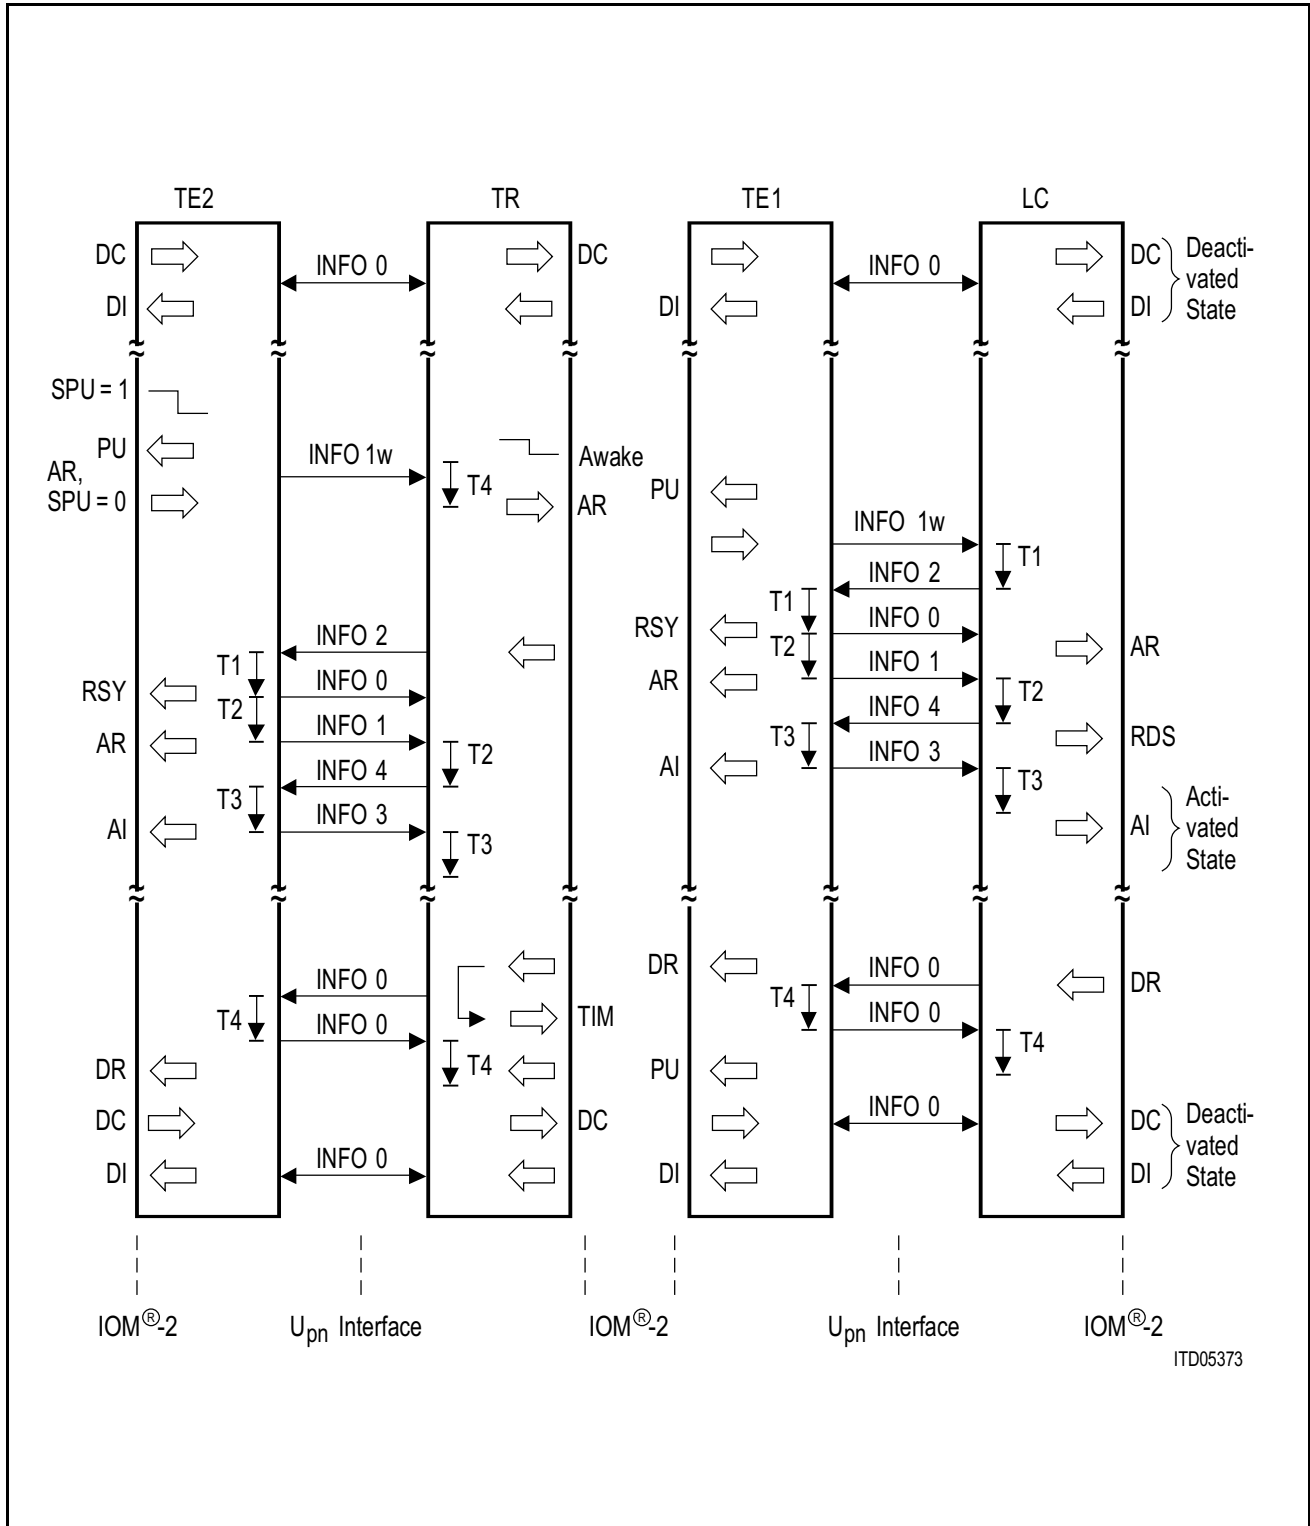 TE2 TR TE1 LC
DC INFO 0 DC INFO 0 DC Deacti-
vated
DI DI DI State
SPU = 1
PU INFO 1w Awake
AR, T4 PU
SPU = 0 AR
INFO 1w
T1
INFO 2
T1 INFO 0
INFO 2 RSY AR
T1 T2 INFO 1
RSY INFO 0 AR T2
T2 INFO 4
AR INFO 1 T2 T3 RDS
INFO 4 AI INFO 3
T3 T3 Acti-
AI INFO 3 AI vated
T3 State
DR INFO 0 DR
INFO 0 T4
T4 INFO 0 TIM INFO 0
T4
DR T4 PU
DC DC INFO 0 DC Deacti-
vated
DI INFO 0 DI DI State
IOM®-2 Upn Interface IOM®-2 Upn Interface IOM®-2
ITD05373